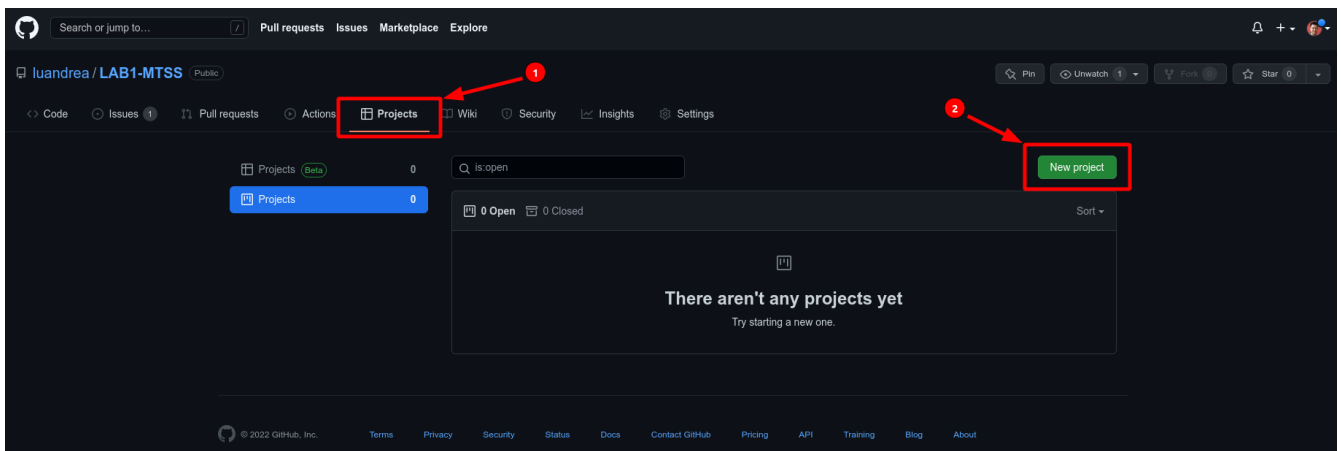 Search or jump to... / Pull requests Issues Marketplace Explore
luandrea / LAB1-MTSS Public 1 Pin Unwatch 1 Fork 0 Star 0
Code Issues 1 Pull requests Actions Projects Wiki Security Insights Settings 2
Projects Beta 0 is:open New project
Projects 0
0 Open 0 Closed Sort
There aren't any projects yet
Try starting a new one.
© 2022 GitHub, Inc. Terms Privacy Security Status Docs Contact GitHub Pricing API Training Blog About